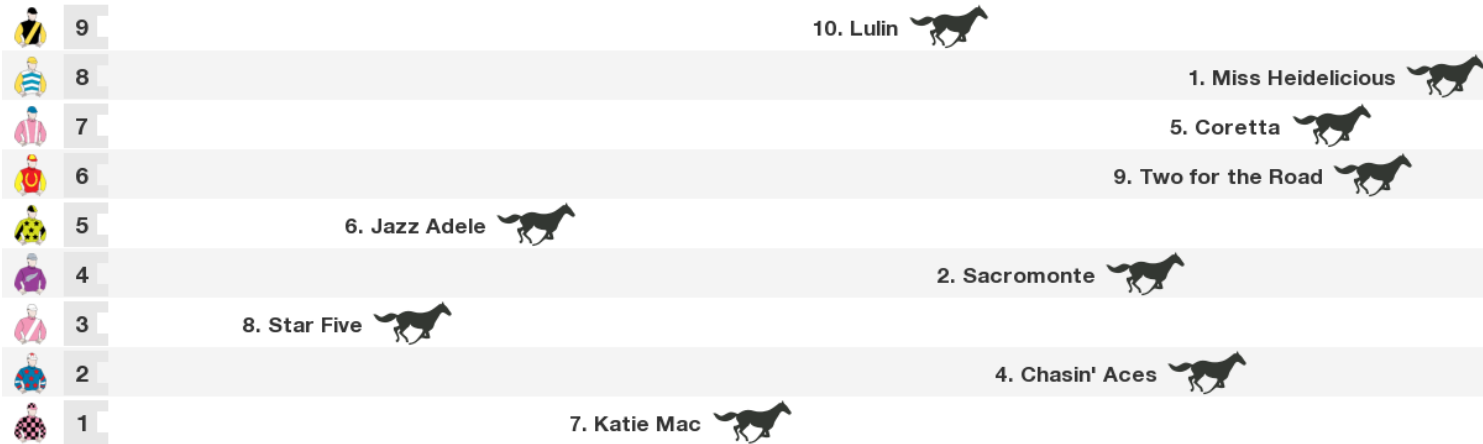 9 10. Lulin
8 1. Miss Heidelicious
7 5. Coretta
6 9. Two for the Road
5 6. Jazz Adele
4 2. Sacromonte
3 8. Star Five
2 4. Chasin' Aces
1 7. Katie Mac